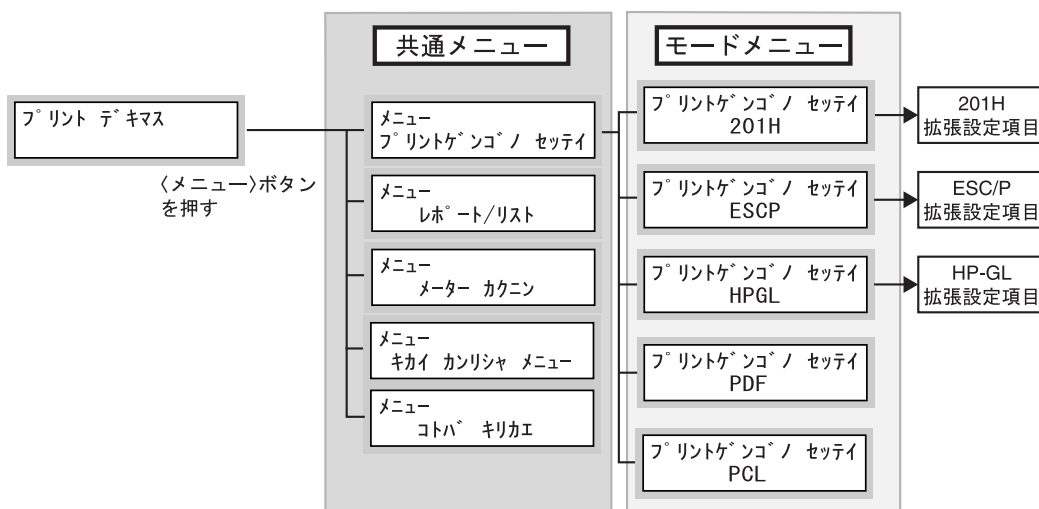 共通メニュー
モードメニュー
プリント デキマス
〈メニュー〉ボタン
を押す
メニュー
プリントゲンゴノ セッテイ
メニュー
レポート/リスト
メニュー
メーター カクニン
メニュー
キカイ カンリシャ メニュー
メニュー
コトバ キリカエ
プリントゲンゴノ セッテイ
201H
プリントゲンゴノ セッテイ
ESCP
プリントゲンゴノ セッテイ
HPGL
プリントゲンゴノ セッテイ
PDF
プリントゲンゴノ セッテイ
PCL
201H
拡張設定項目
ESC/P
拡張設定項目
HP-GL
拡張設定項目